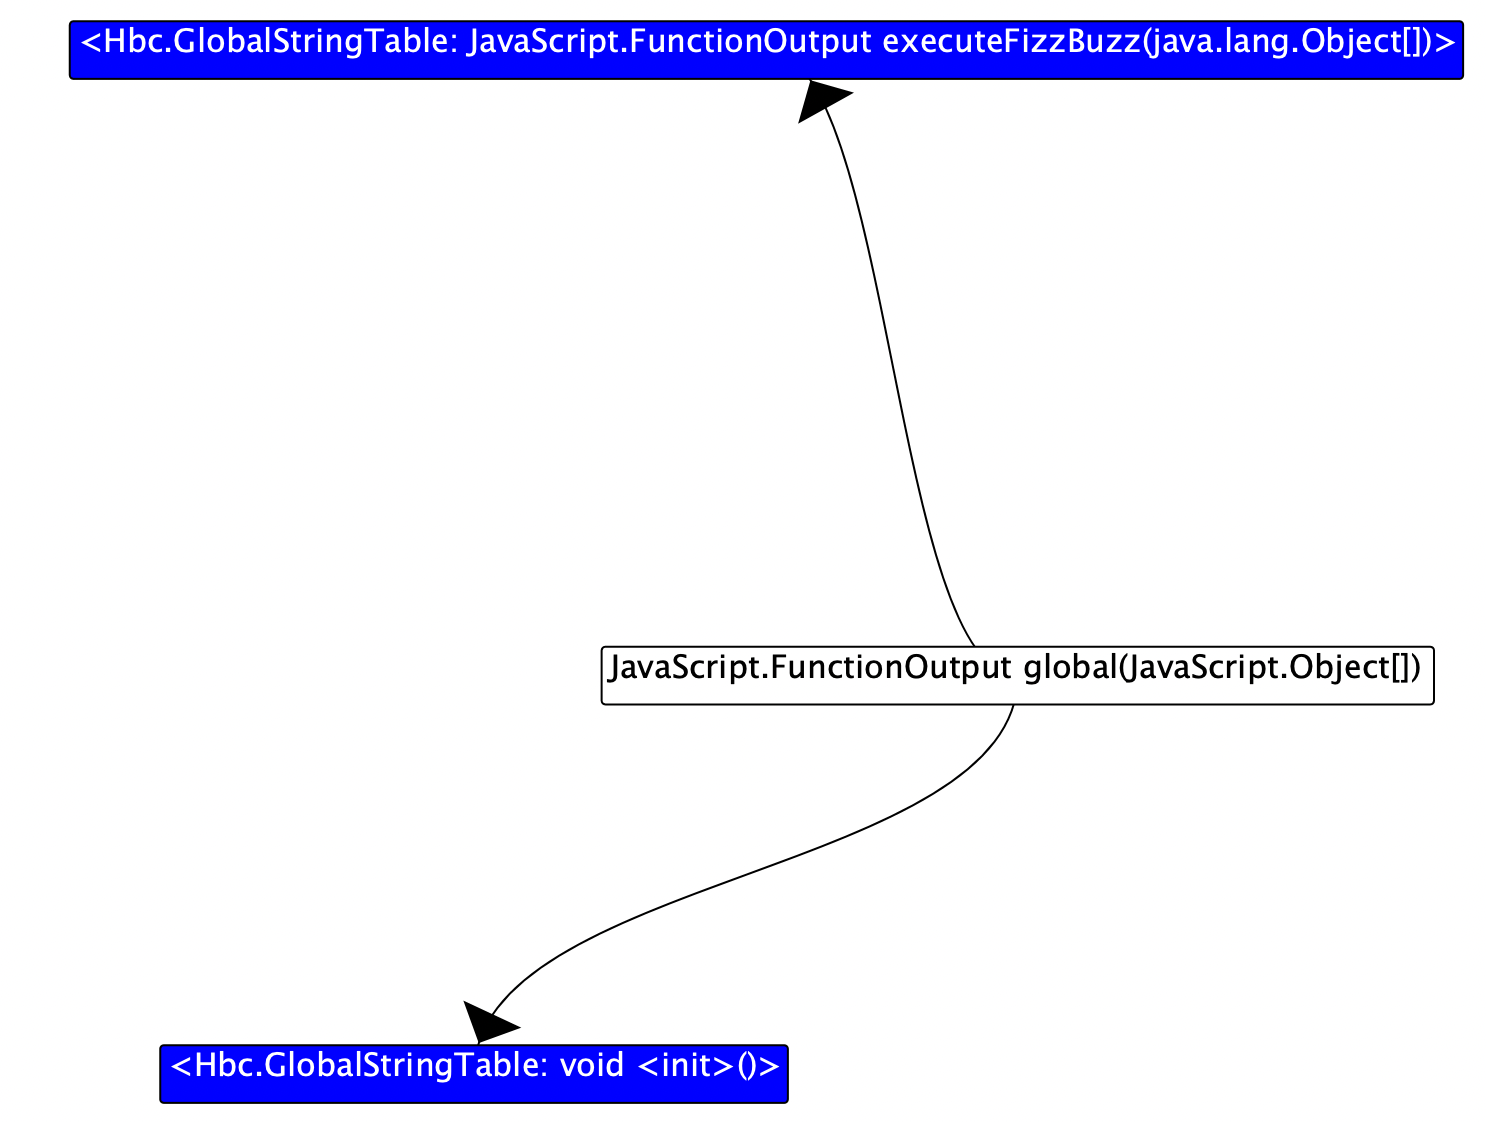 <Hbc.GlobalStringTable: JavaScript.FunctionOutput executeFizzBuzz(java.lang.Object[])>
JavaScript.FunctionOutput global(JavaScript.Object[])
<Hbc.GlobalStringTable: void <init>()>